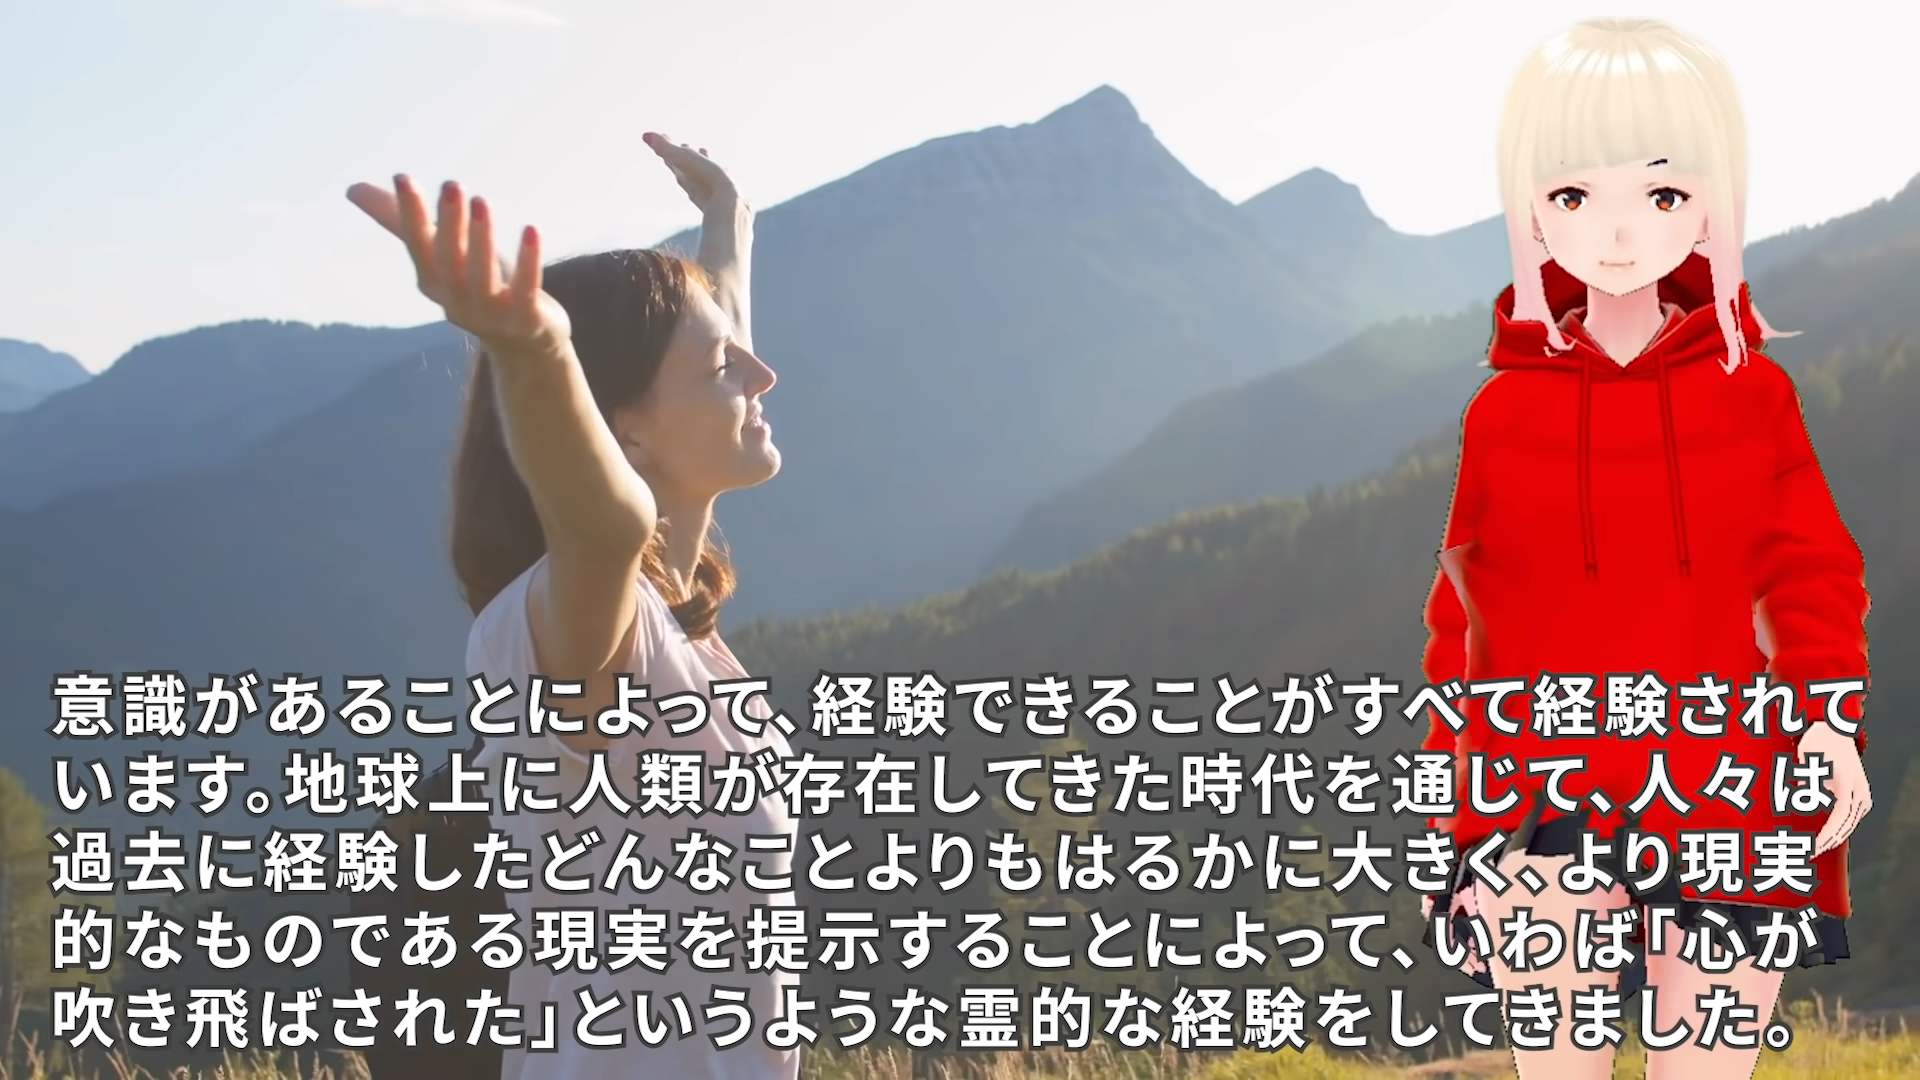 意識があることによって、経験できることがすべて経験されて
います。地球上に人類が存在してきた時代を通じて、人々は
過去に経験したどんなことよりもはるかに大きく、より現実
的なものである現実を提示することによって、いわば「心が
吹き飛ばされた」というような霊的な経験をしてきました。